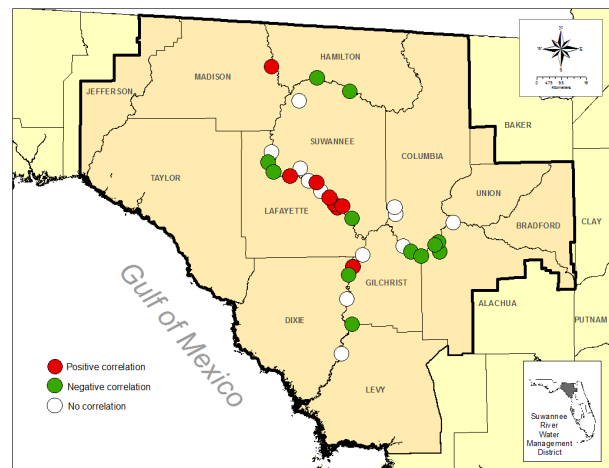 N
W E
S
HAMILTON
MADISON
JEFFERSON
BAKER
SUWANNEE
COLUMBIA
TAYLOR
UNION
LAFAYETTE
BRADFORD
CLAY
GILCHRIST
ALACHUA
DIXIE
PUTNAM
Gulf of Mexico
Positive correlation
Negative correlation
No correlation
LEVY
Kilometers
Suwannee
River
Water
Management
District